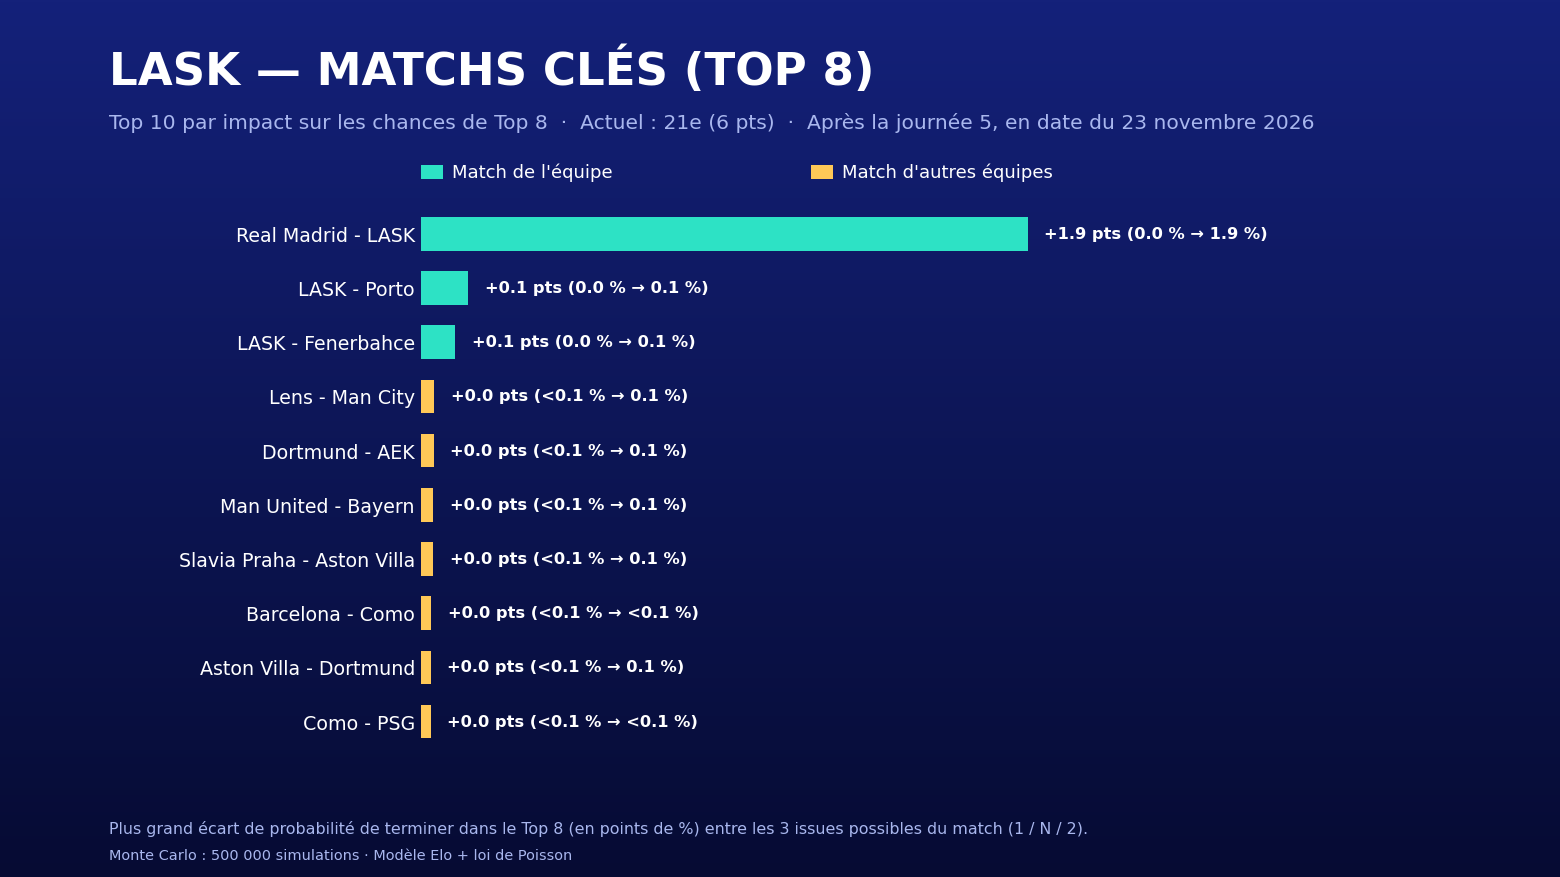 LASK — MATCHS CLÉS (TOP 8)
Top 10 par impact sur les chances de Top 8 · Actuel : 21e (6 pts) · Après la journée 5, en date du 23 novembre 2026
Match de l'équipe
Match d'autres équipes
Real Madrid - LASK +1.9 pts (0.0 % → 1.9 %)
LASK - Porto +0.1 pts (0.0 % → 0.1 %)
LASK - Fenerbahce +0.1 pts (0.0 % → 0.1 %)
Lens - Man City +0.0 pts (<0.1 % → 0.1 %)
Dortmund - AEK +0.0 pts (<0.1 % → 0.1 %)
Man United - Bayern +0.0 pts (<0.1 % → 0.1 %)
Slavia Praha - Aston Villa +0.0 pts (<0.1 % → 0.1 %)
Barcelona - Como +0.0 pts (<0.1 % → <0.1 %)
Aston Villa - Dortmund +0.0 pts (<0.1 % → 0.1 %)
Como - PSG +0.0 pts (<0.1 % → <0.1 %)
Plus grand écart de probabilité de terminer dans le Top 8 (en points de %) entre les 3 issues possibles du match (1 / N / 2).
Monte Carlo : 500 000 simulations · Modèle Elo + loi de Poisson